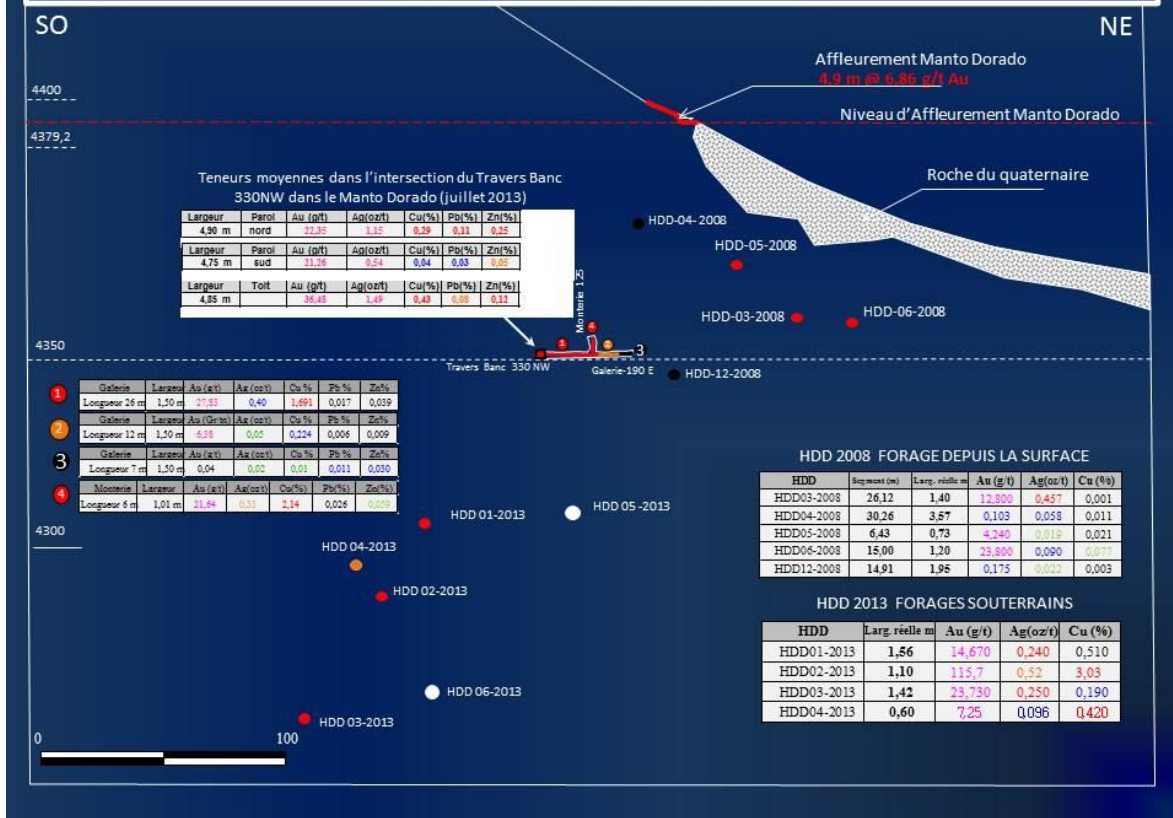 SO
NE
Affleurement Manto Dorado
4,9 m @ 6,86 g/t Au
4400
Niveau d'Affleurement Manto Dorado
4379,2
Teneurs moyennes dans l'intersection du Travers Banc
330NW dans le Manto Dorado (juillet 2013)
Roche du quaternaire
Largeur Paroi Au (g/t) Ag(oz/t) Cu(%) Pb(%) Zn(%)
4,90 m nord 22,35 1,15 0,29 0,11 0,25
Largeur Paroi Au (g/t) Ag(oz/t) Cu(%) Pb(%) Zn(%)
4,75 m sud 21,26 0,54 0,04 0,03 0,05
Largeur Toit Au (g/t) Ag(oz/t) Cu(%) Pb(%) Zn(%)
4,85 m 36,48 1,49 0,43 0,08 0,12
HDD-04-2008
HDD-05-2008
HDD-03-2008
HDD-06-2008
Monterie 125
1
4
2
3
4350
Travers Banc 330 NW
Galerie-190 E
HDD-12-2008
1
Galerie Largeur Au (g/t) Ag (oz/t) Cu % Pb % Zn%
Longueur 26 m 1,50 m 27,83 0,40 1,691 0,017 0,039
2
Galerie Largeur Au (Gr/tn) Ag (oz/t) Cu % Pb % Zn%
Longueur 12 m 1,50 m 6,38 0,05 0,224 0,006 0,009
3
Galerie Largeur Au (g/t) Ag (oz/t) Cu % Pb % Zn%
Longueur 7 m 1,50 m 0,04 0,02 0,01 0,011 0,030
4
Monterie Largeur Au (g/t) Ag(oz/t) Cu(%) Pb(%) Zn(%)
Longueur 6 m 1,01 m 21,64 0,53 2,14 0,026 0,059
HDD 2008 FORAGE DEPUIS LA SURFACE
HDD Segment (m) Larg. réelle m Au (g/t) Ag(oz/t) Cu (%)
HDD03-2008 26,12 1,40 12,800 0,457 0,001
HDD04-2008 30,26 3,57 0,103 0,058 0,011
HDD05-2008 6,43 0,73 4,240 0,019 0,021
HDD06-2008 15,00 1,20 23,800 0,090 0,077
HDD12-2008 14,91 1,95 0,175 0,022 0,003
HDD 01-2013
HDD 05 -2013
4300
HDD 04-2013
HDD 02-2013
HDD 2013 FORAGES SOUTERRAINS
HDD Larg. réelle m Au (g/t) Ag(oz/t) Cu (%)
HDD01-2013 1,56 14,670 0,240 0,510
HDD02-2013 1,10 115,7 0,52 3,03
HDD03-2013 1,42 23,730 0,250 0,190
HDD04-2013 0,60 7,25 0,096 0,420
HDD 06-2013
HDD 03-2013
0
100